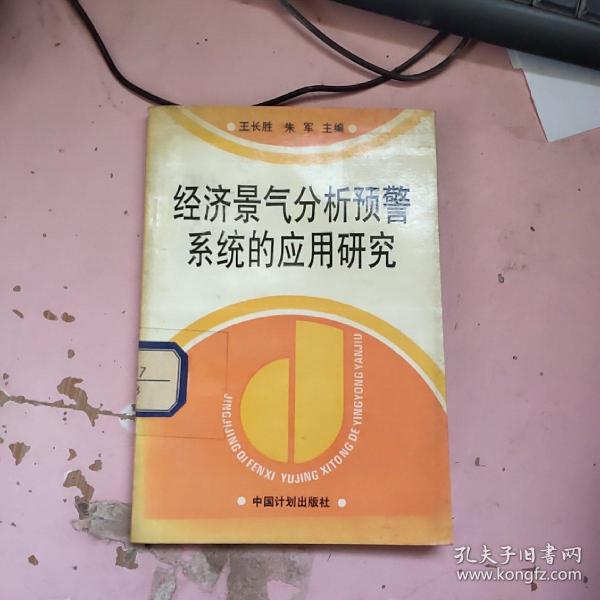 王长胜 朱军 主编
经济景气分析预警
系统的应用研究
7
JINGJIJINGQIFENXI YUJING XITONG DE YINGYONG YANJIU
中国计划出版社
孔夫子旧书网
www.kongfz.com